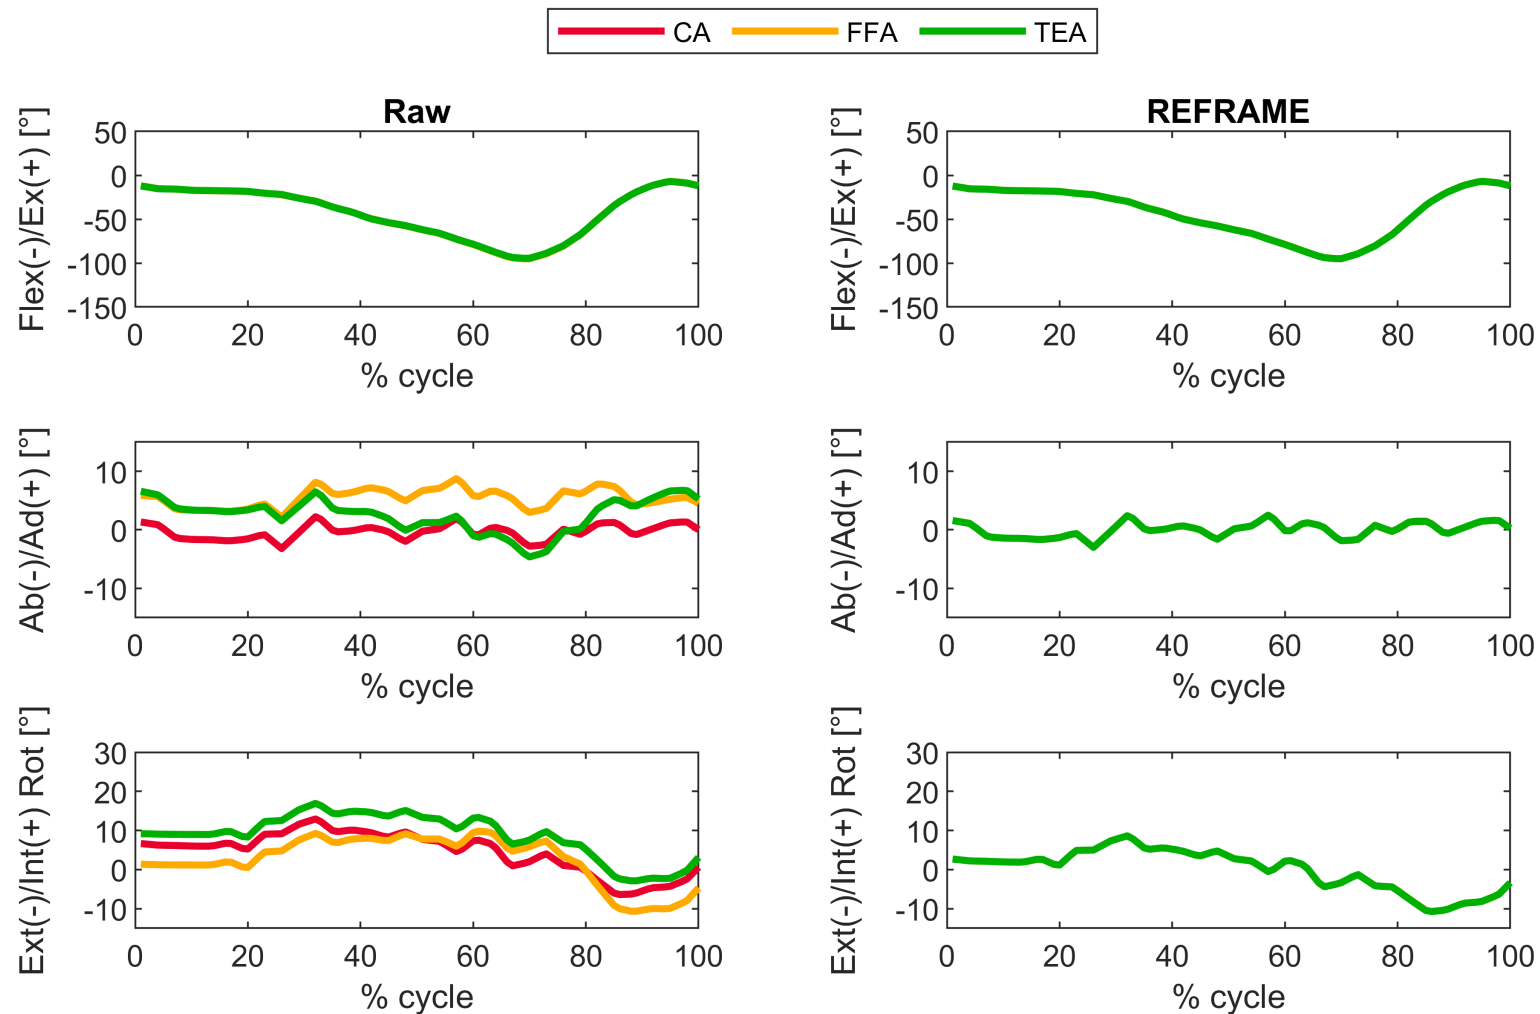 CA FFA TEA
Raw
Flex(-)/Ex(+) [°]
50
0
-50
-100
-150
0 20 40 60 80 100
% cycle
REFRAME
Flex(-)/Ex(+) [°]
50
0
-50
-100
-150
0 20 40 60 80 100
% cycle
Ab(-)/Ad(+) [°]
10
0
-10
0 20 40 60 80 100
% cycle
Ab(-)/Ad(+) [°]
10
0
-10
0 20 40 60 80 100
% cycle
Ext(-)/Int(+) Rot [°]
30
20
10
0
-10
0 20 40 60 80 100
% cycle
Ext(-)/Int(+) Rot [°]
30
20
10
0
-10
0 20 40 60 80 100
% cycle